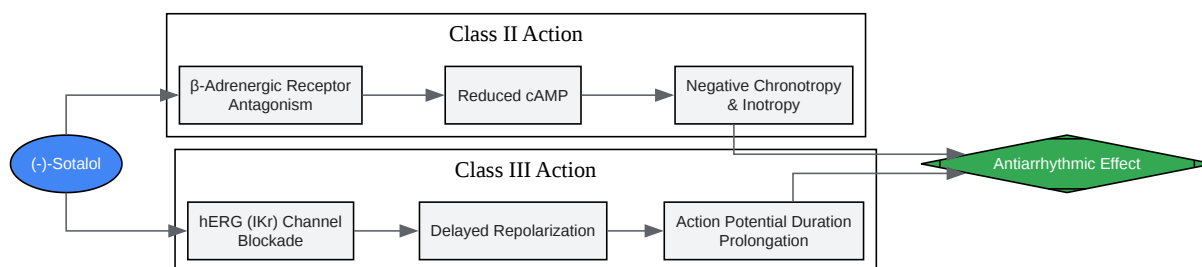 Class II Action
β-Adrenergic Receptor
Antagonism
Reduced cAMP
Negative Chronotropy
& Inotropy
(-)-Sotalol
Antiarrhythmic Effect
Class III Action
hERG (IKr) Channel
Blockade
Delayed Repolarization
Action Potential Duration
Prolongation